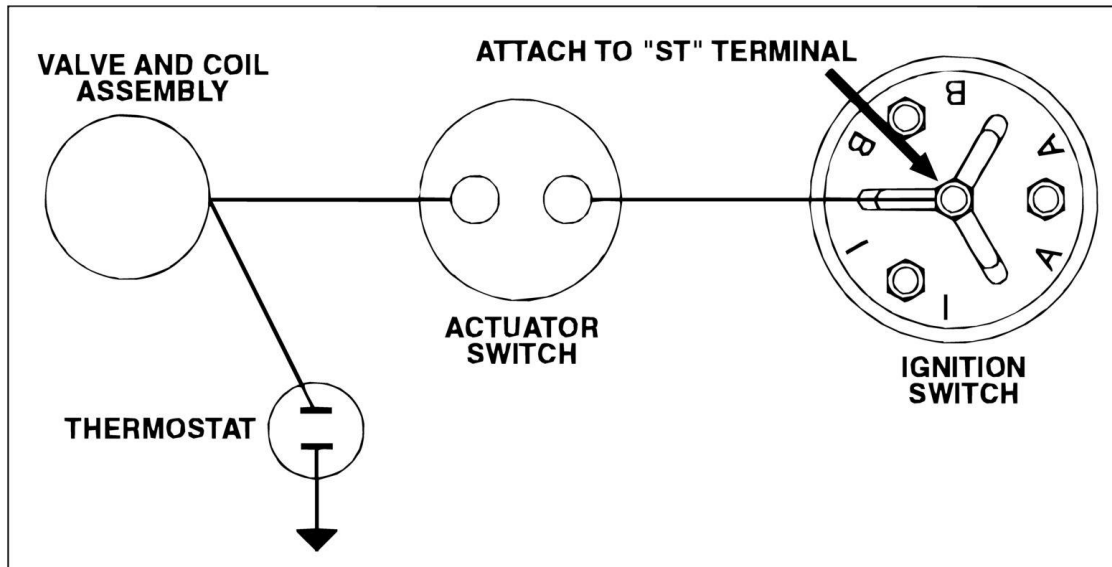 VALVE AND COIL
ASSEMBLY
ATTACH TO "ST" TERMINAL
B
B
A
A
I
I
ACTUATOR
SWITCH
IGNITION
SWITCH
THERMOSTAT